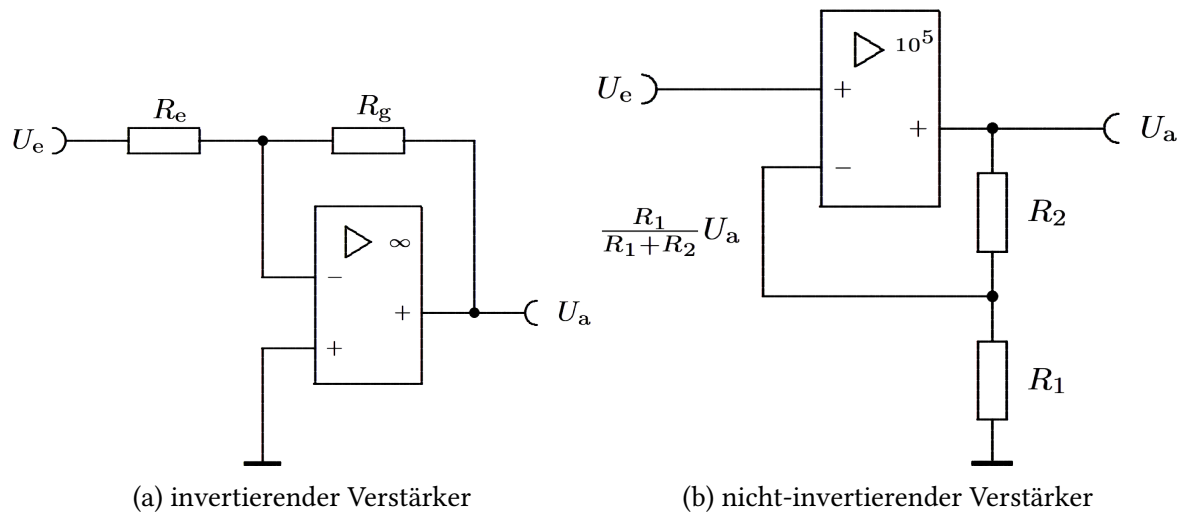 R_e
R_g
U_e
▷ ∞
−
+
+
U_a
(a) invertierender Verstärker
▷ 10^5
U_e
+
+
U_a
−
R_2
R_1/(R_1+R_2) U_a
R_1
(b) nicht-invertierender Verstärker